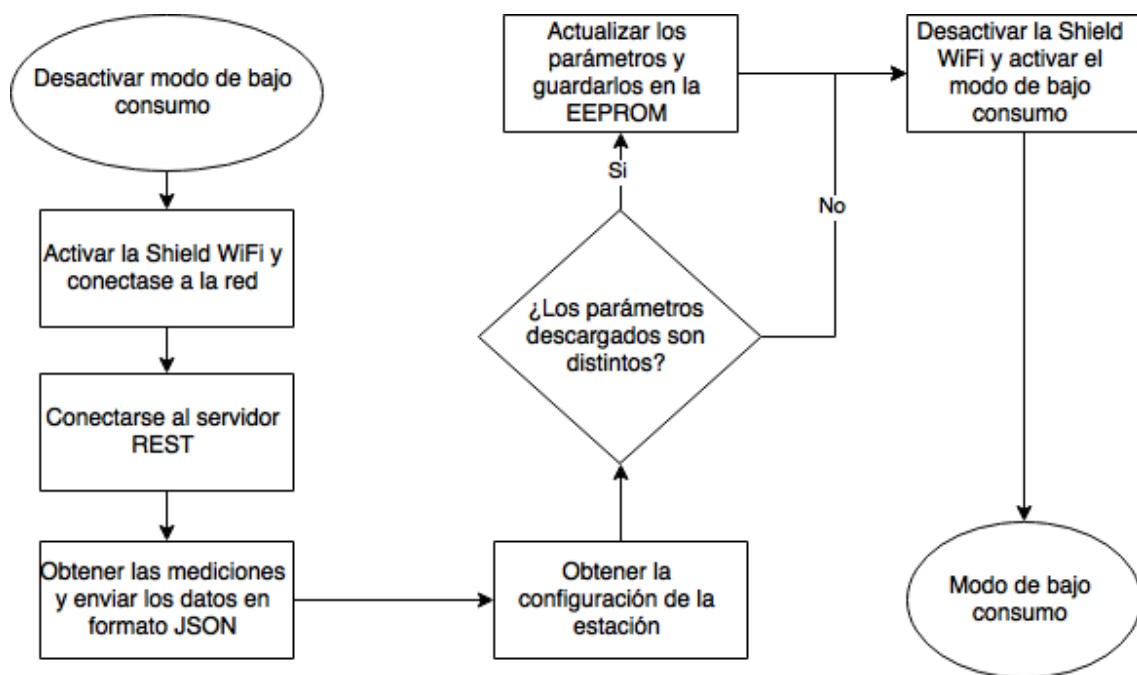 Desactivar modo de bajo
consumo
Activar la Shield WiFi y
conectase a la red
Conectarse al servidor
REST
Obtener las mediciones
y enviar los datos en
formato JSON
Obtener la
configuración de la
estación
¿Los parámetros
descargados son
distintos?
Si
No
Actualizar los
parámetros y
guardarlos en la
EEPROM
Desactivar la Shield
WiFi y activar el
modo de bajo
consumo
Modo de bajo
consumo